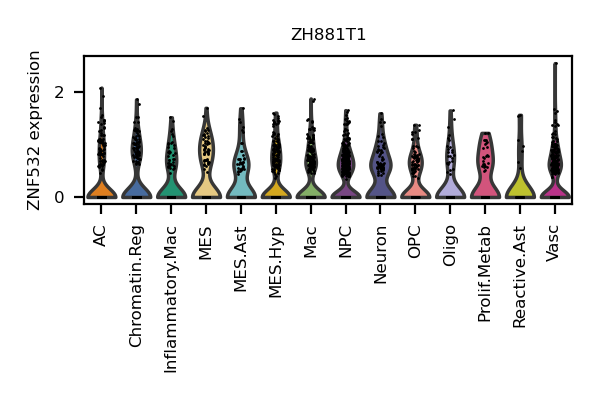 ZH881T1
ZNF532 expression
2
0
AC
Chromatin.Reg
Inflammatory.Mac
MES
MES.Ast
MES.Hyp
Mac
NPC
Neuron
OPC
Oligo
Prolif.Metab
Reactive.Ast
Vasc